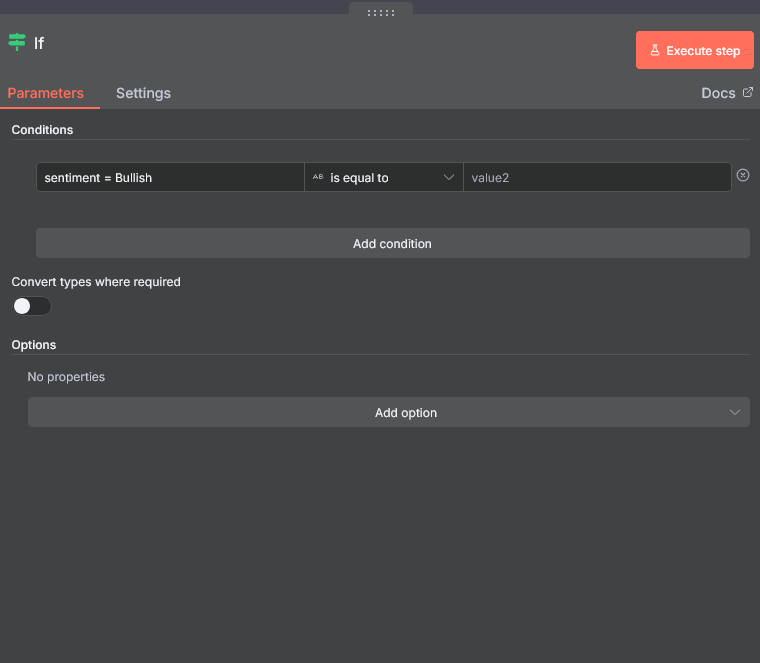 If
Execute step
Parameters Settings Docs
Conditions
sentiment = Bullish AB is equal to value2
Add condition
Convert types where required
Options
No properties
Add option